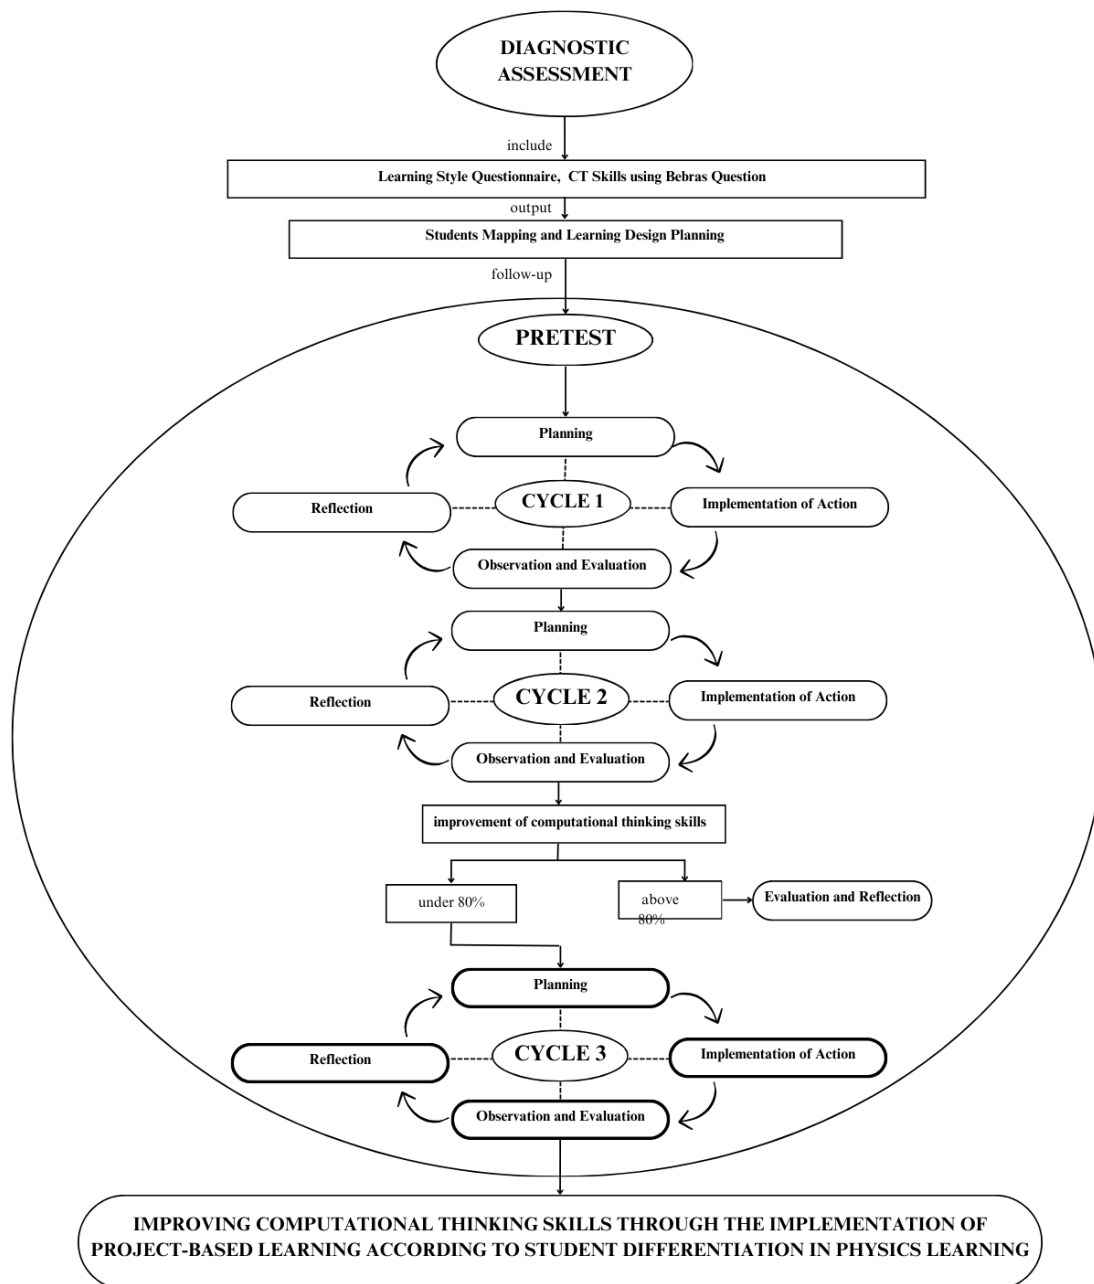 DIAGNOSTIC
ASSESSMENT
include
Learning Style Questionnaire, CT Skills using Bebras Question
output
Students Mapping and Learning Design Planning
follow-up
PRETEST
Planning
Reflection
CYCLE 1
Implementation of Action
Observation and Evaluation
Planning
Reflection
CYCLE 2
Implementation of Action
Observation and Evaluation
improvement of computational thinking skills
under 80%
above
80%
Evaluation and Reflection
Planning
Reflection
CYCLE 3
Implementation of Action
Observation and Evaluation
IMPROVING COMPUTATIONAL THINKING SKILLS THROUGH THE IMPLEMENTATION OF
PROJECT-BASED LEARNING ACCORDING TO STUDENT DIFFERENTIATION IN PHYSICS LEARNING